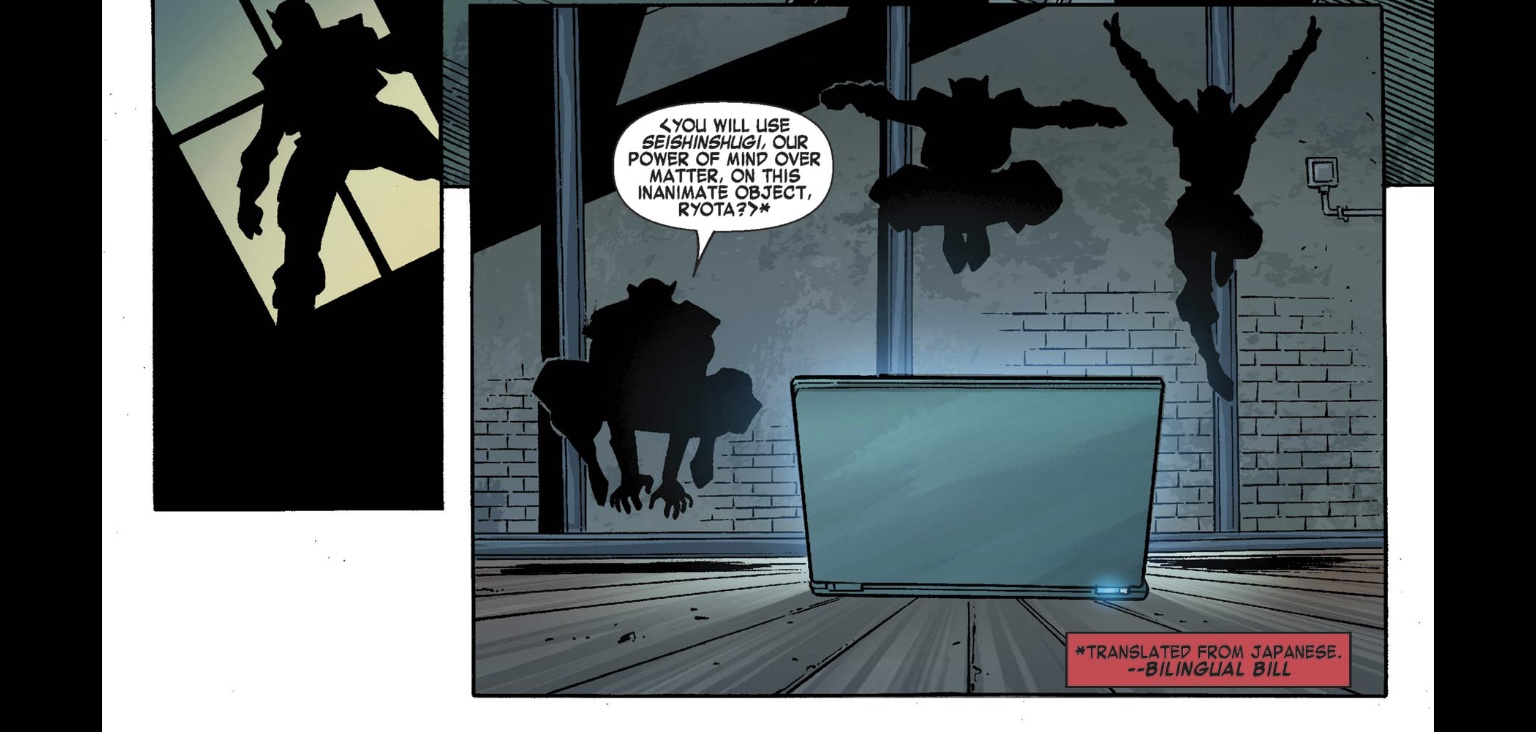 <YOU WILL USE
SEISHINSHUGI, OUR
POWER OF MIND OVER
MATTER, ON THIS
INANIMATE OBJECT,
RYOTA?>*
*TRANSLATED FROM JAPANESE.
--BILINGUAL BILL